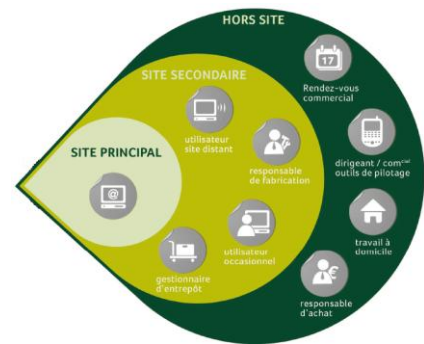 HORS SITE
17
Rendez-vous
commercial
SITE SECONDAIRE
utilisateur
site distant
dirigeant / com^ciel
outils de pilotage
SITE PRINCIPAL
@
responsable
de fabrication
travail à
domicile
utilisateur
occasionnel
gestionnaire
d'entrepôt
€
responsable
d'achat